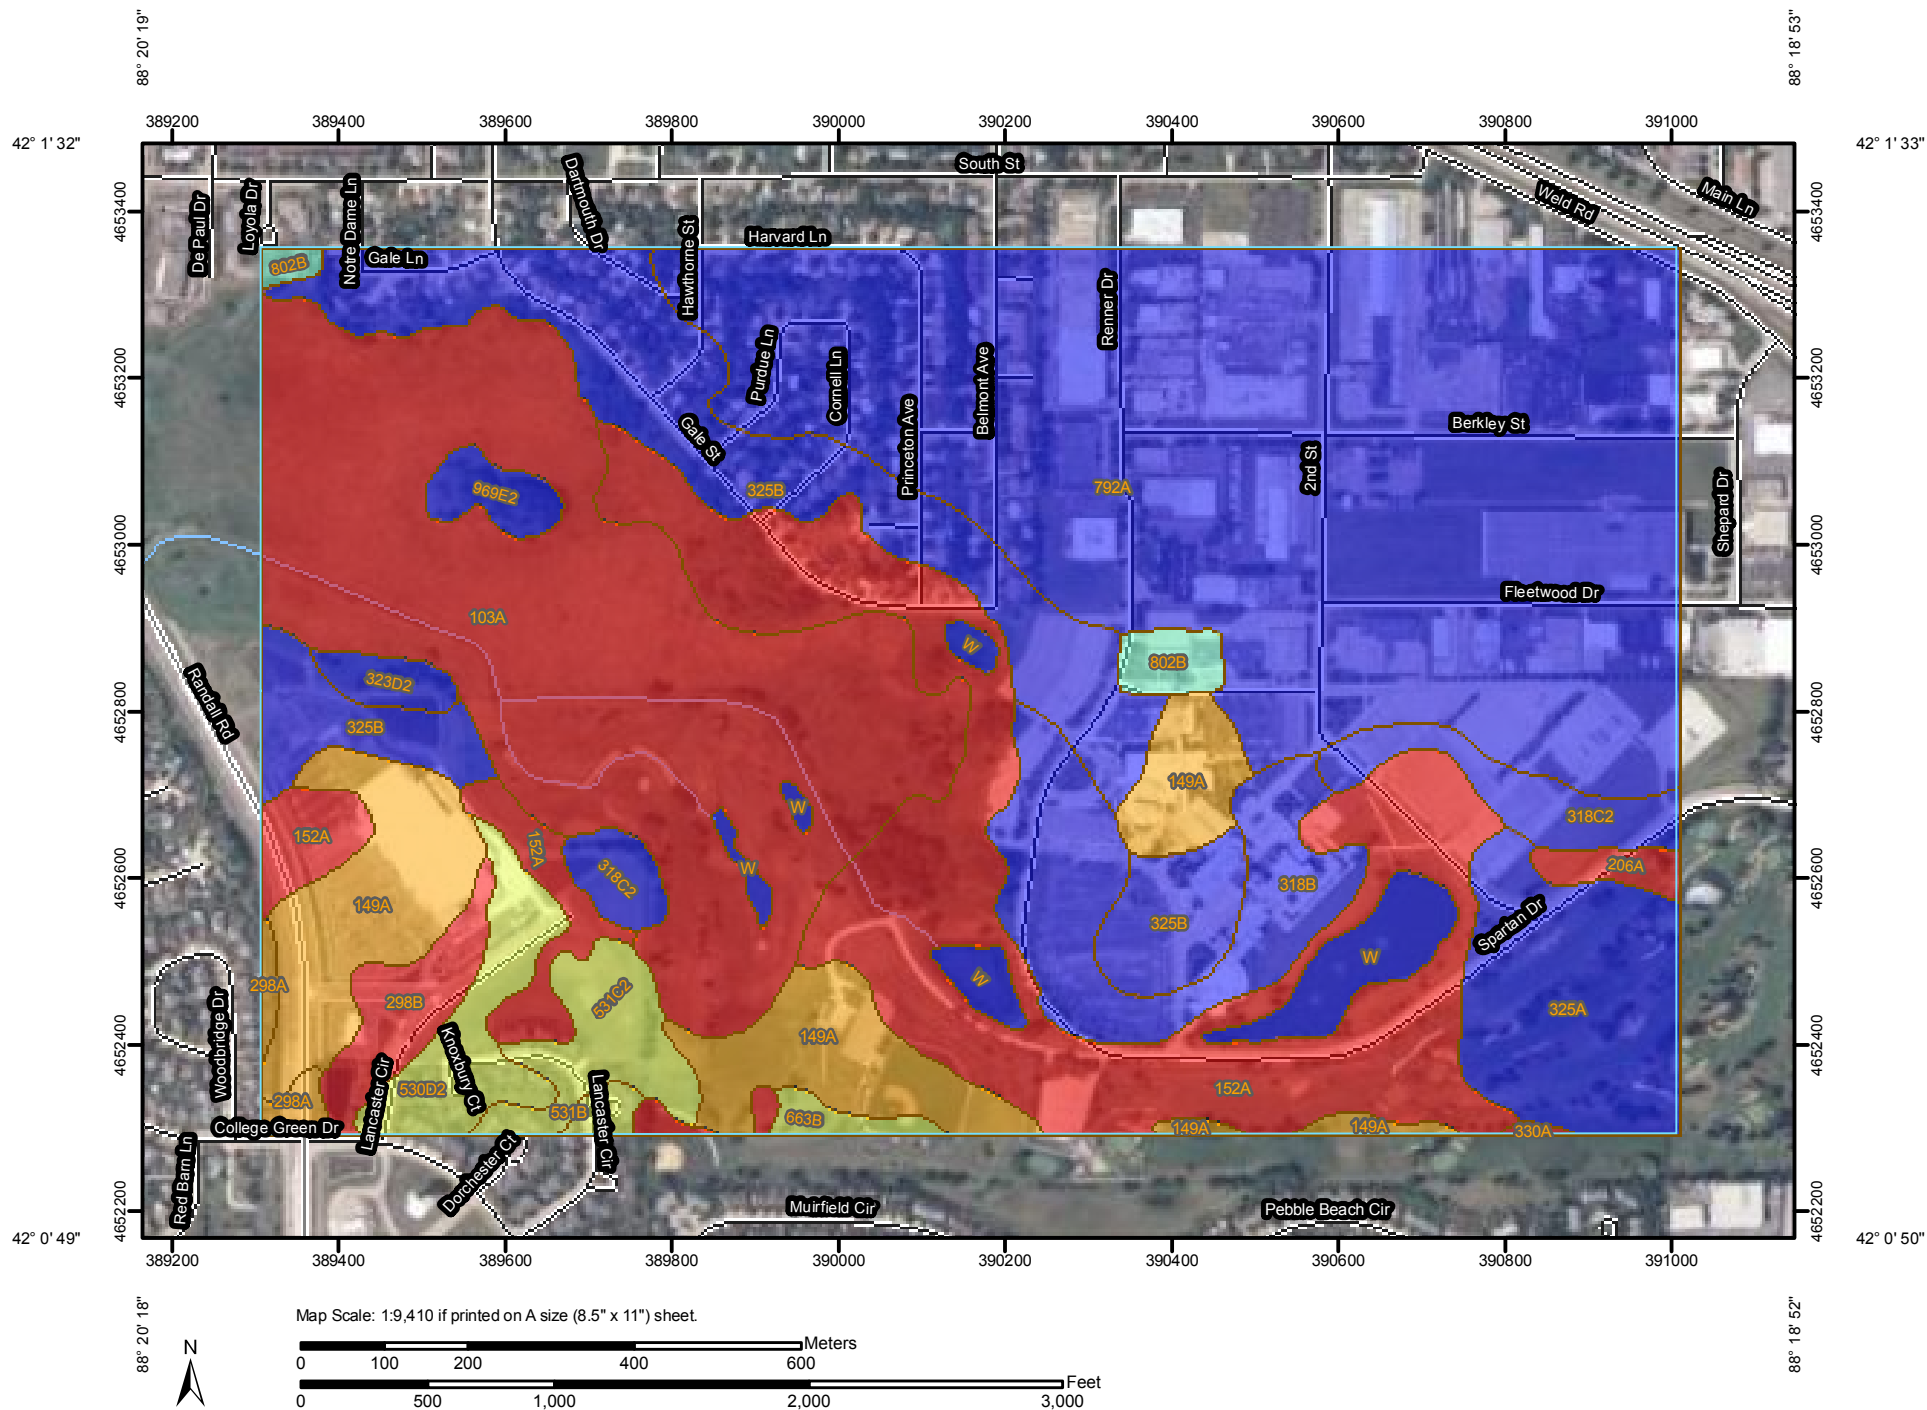 88° 20' 19"
88° 18' 53"
389200 389400 389600 389800 390000 390200 390400 390600 390800 391000
42° 1' 32"
42° 1' 33"
South St
Dartmouth Dr
Weld Rd
Main Ln
4653400
4653400
De Paul Dr
Loyola Dr
Notre Dame Ln
Hawthorne St
Harvard Ln
Gale Ln
802B
Renner Dr
Purdue Ln
Cornell Ln
Belmont Ave
4653200
4653200
Princeton Ave
Gale St
Berkley St
2nd St
Shepard Dr
969E2
325B
792A
4653000
4653000
103A
Fleetwood Dr
W
802B
323D2
Randall Rd
325B
4652800
4652800
149A
W
318C2
152A
152A
W
206A
318C2
318B
4652600
4652600
149A
325B
Spartan Dr
W
W
298A
298B
531C2
325A
Woodbridge Dr
149A
4652400
4652400
Knoxbury Ct
Lancaster Cir
530D2
152A
298A
531B
Lancaster Cir
663B
College Green Dr
149A
149A
330A
Red Barn Ln
Dorchester Ct
Muirfield Cir
Pebble Beach Cir
4652200
4652200
42° 0' 49"
42° 0' 50"
389200 389400 389600 389800 390000 390200 390400 390600 390800 391000
88° 20' 18"
88° 18' 52"
Map Scale: 1:9,410 if printed on A size (8.5" x 11") sheet.
N
Meters
0 100 200 400 600
Feet
0 500 1,000 2,000 3,000